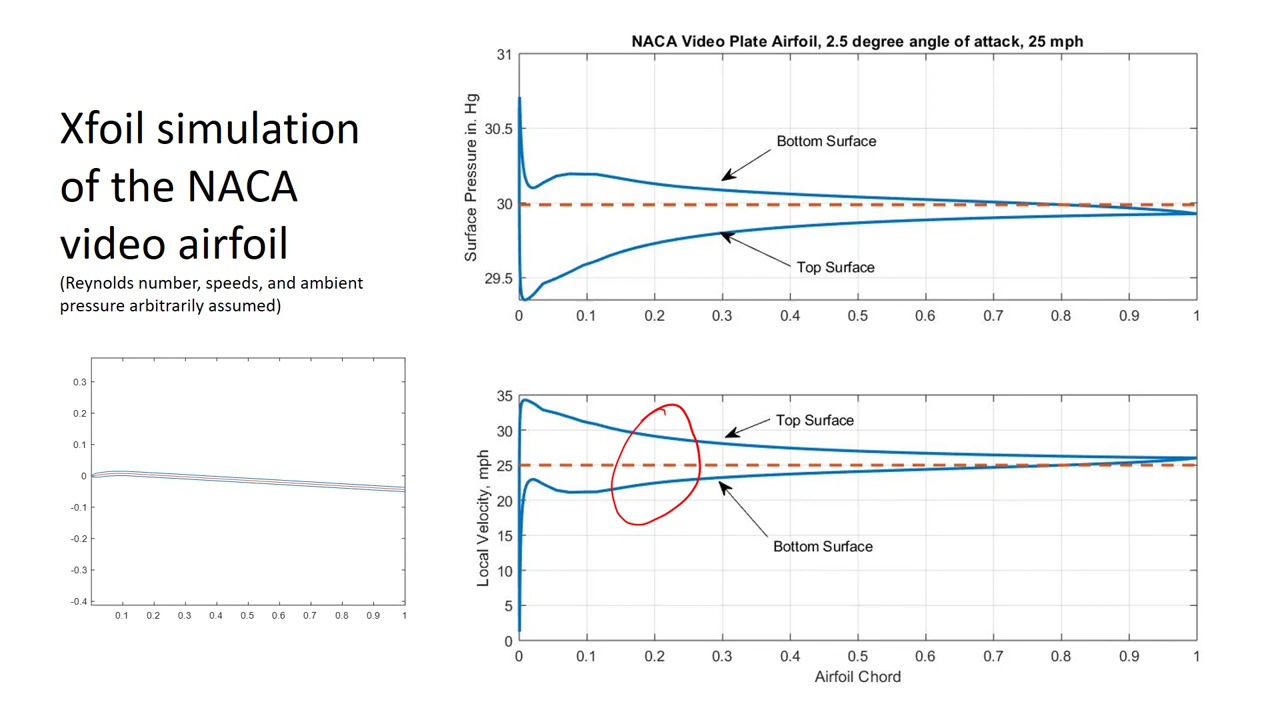 Xfoil simulation
of the NACA
video airfoil
(Reynolds number, speeds, and ambient
pressure arbitrarily assumed)
0.3
0.2
0.1
0
-0.1
-0.2
-0.3
-0.4
0.1 0.2 0.3 0.4 0.5 0.6 0.7 0.8 0.9 1
NACA Video Plate Airfoil, 2.5 degree angle of attack, 25 mph
Surface Pressure in. Hg
31
30.5
30
29.5
Bottom Surface
Top Surface
0 0.1 0.2 0.3 0.4 0.5 0.6 0.7 0.8 0.9 1
Local Velocity, mph
35
30
25
20
15
10
5
0
Top Surface
Bottom Surface
0 0.1 0.2 0.3 0.4 0.5 0.6 0.7 0.8 0.9 1
Airfoil Chord